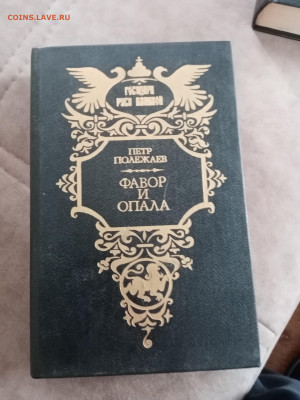 COINS.LAVE.RU
ГОСУДАРИ
РУСИ ВЕЛИКОЙ
ПЕТР
ПОЛЕЖАЕВ
ФАВОР
И
ОПАЛА